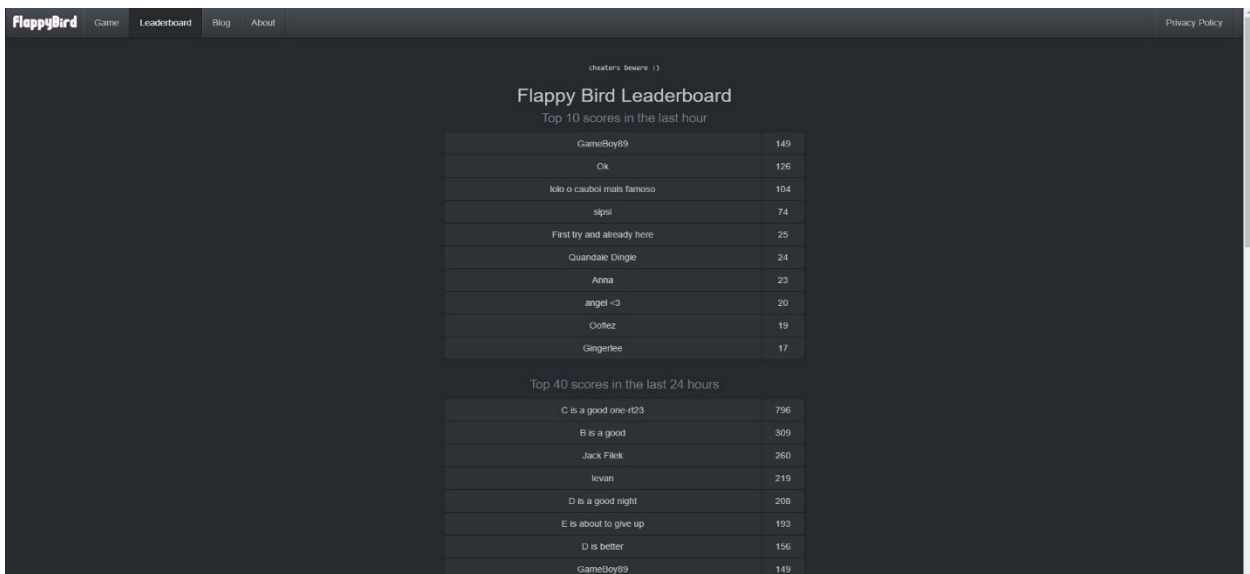 FlappyBird Game Leaderboard Blog About Privacy Policy
cheaters beware :)
Flappy Bird Leaderboard
Top 10 scores in the last hour
GameBoy89 149
Ok 126
lolo o cauboi mais famoso 104
sipsi 74
First try and already here 25
Quandale Dingle 24
Anna 23
angel <3 20
Oofiez 19
Gingerlee 17
Top 40 scores in the last 24 hours
C is a good one-rt23 796
B is a good 309
Jack Filek 260
levan 219
D is a good night 208
E is about to give up 193
D is better 156
GameBoy89 149